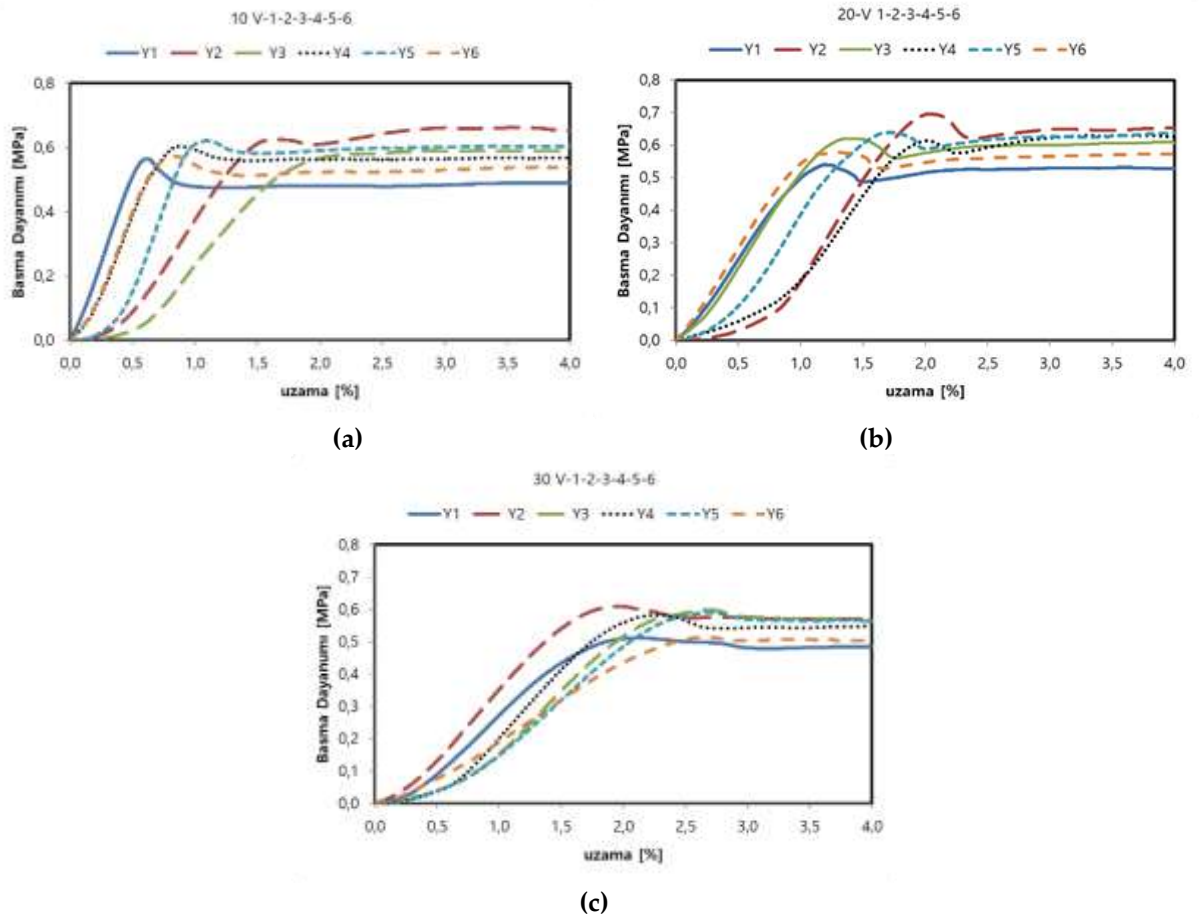 10 V-1-2-3-4-5-6
Y1 Y2 Y3 Y4 Y5 Y6
Basma Dayanımı [MPa]
0,8
0,6
0,4
0,2
0,0
0,0 0,5 1,0 1,5 2,0 2,5 3,0 3,5 4,0
uzama [%]
(a)
20-V 1-2-3-4-5-6
Y1 Y2 Y3 Y4 Y5 Y6
Basma Dayanımı [MPa]
0,8
0,7
0,6
0,5
0,4
0,3
0,2
0,1
0,0
0,0 0,5 1,0 1,5 2,0 2,5 3,0 3,5 4,0
uzama [%]
(b)
30 V-1-2-3-4-5-6
Y1 Y2 Y3 Y4 Y5 Y6
Basma Dayanumı [MPa]
0,8
0,7
0,6
0,5
0,4
0,3
0,2
0,1
0,0
0,0 0,5 1,0 1,5 2,0 2,5 3,0 3,5 4,0
uzama [%]
(c)